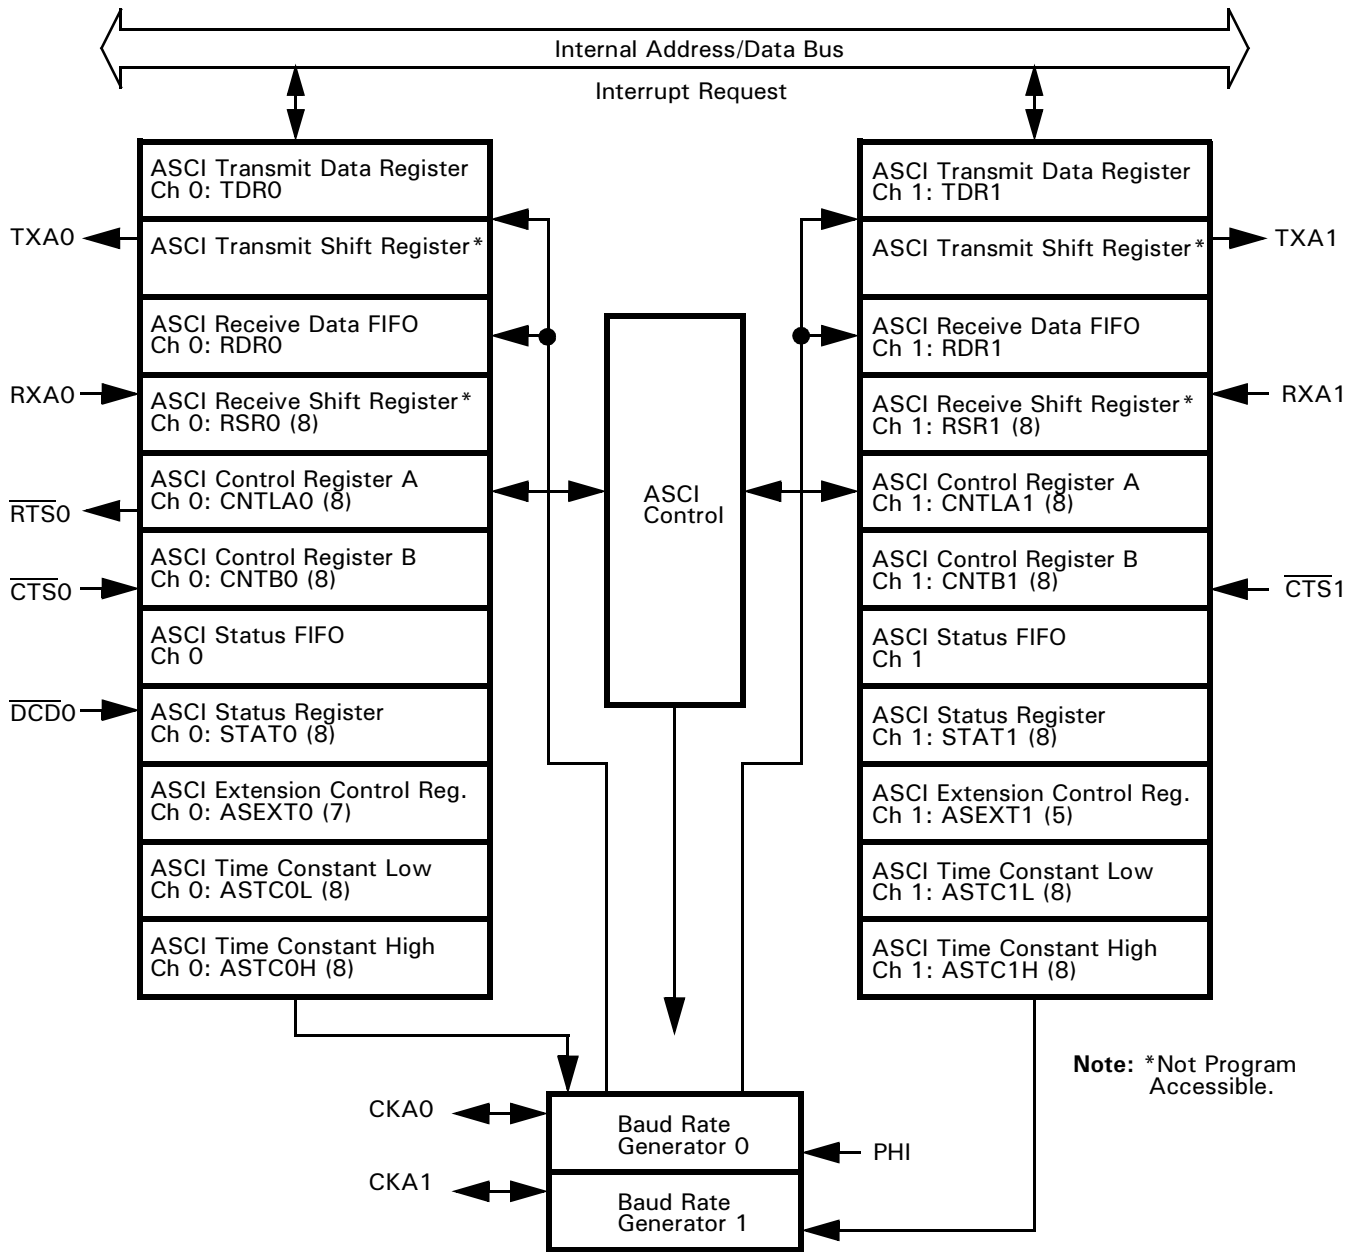 Internal Address/Data Bus
Interrupt Request
ASCI Transmit Data Register
Ch 0: TDR0
TXA0
ASCI Transmit Shift Register*
ASCI Receive Data FIFO
Ch 0: RDR0
RXA0
ASCI Receive Shift Register*
Ch 0: RSR0 (8)
ASCI Control Register A
Ch 0: CNTLA0 (8)
RTS0
ASCI Control Register B
Ch 0: CNTB0 (8)
CTS0
ASCI Status FIFO
Ch 0
DCD0
ASCI Status Register
Ch 0: STAT0 (8)
ASCI Extension Control Reg.
Ch 0: ASEXT0 (7)
ASCI Time Constant Low
Ch 0: ASTC0L (8)
ASCI Time Constant High
Ch 0: ASTC0H (8)
ASCI
Control
ASCI Transmit Data Register
Ch 1: TDR1
ASCI Transmit Shift Register*
TXA1
ASCI Receive Data FIFO
Ch 1: RDR1
ASCI Receive Shift Register*
Ch 1: RSR1 (8)
RXA1
ASCI Control Register A
Ch 1: CNTLA1 (8)
ASCI Control Register B
Ch 1: CNTB1 (8)
CTS1
ASCI Status FIFO
Ch 1
ASCI Status Register
Ch 1: STAT1 (8)
ASCI Extension Control Reg.
Ch 1: ASEXT1 (5)
ASCI Time Constant Low
Ch 1: ASTC1L (8)
ASCI Time Constant High
Ch 1: ASTC1H (8)
Note: *Not Program
Accessible.
CKA0
Baud Rate
Generator 0
PHI
CKA1
Baud Rate
Generator 1